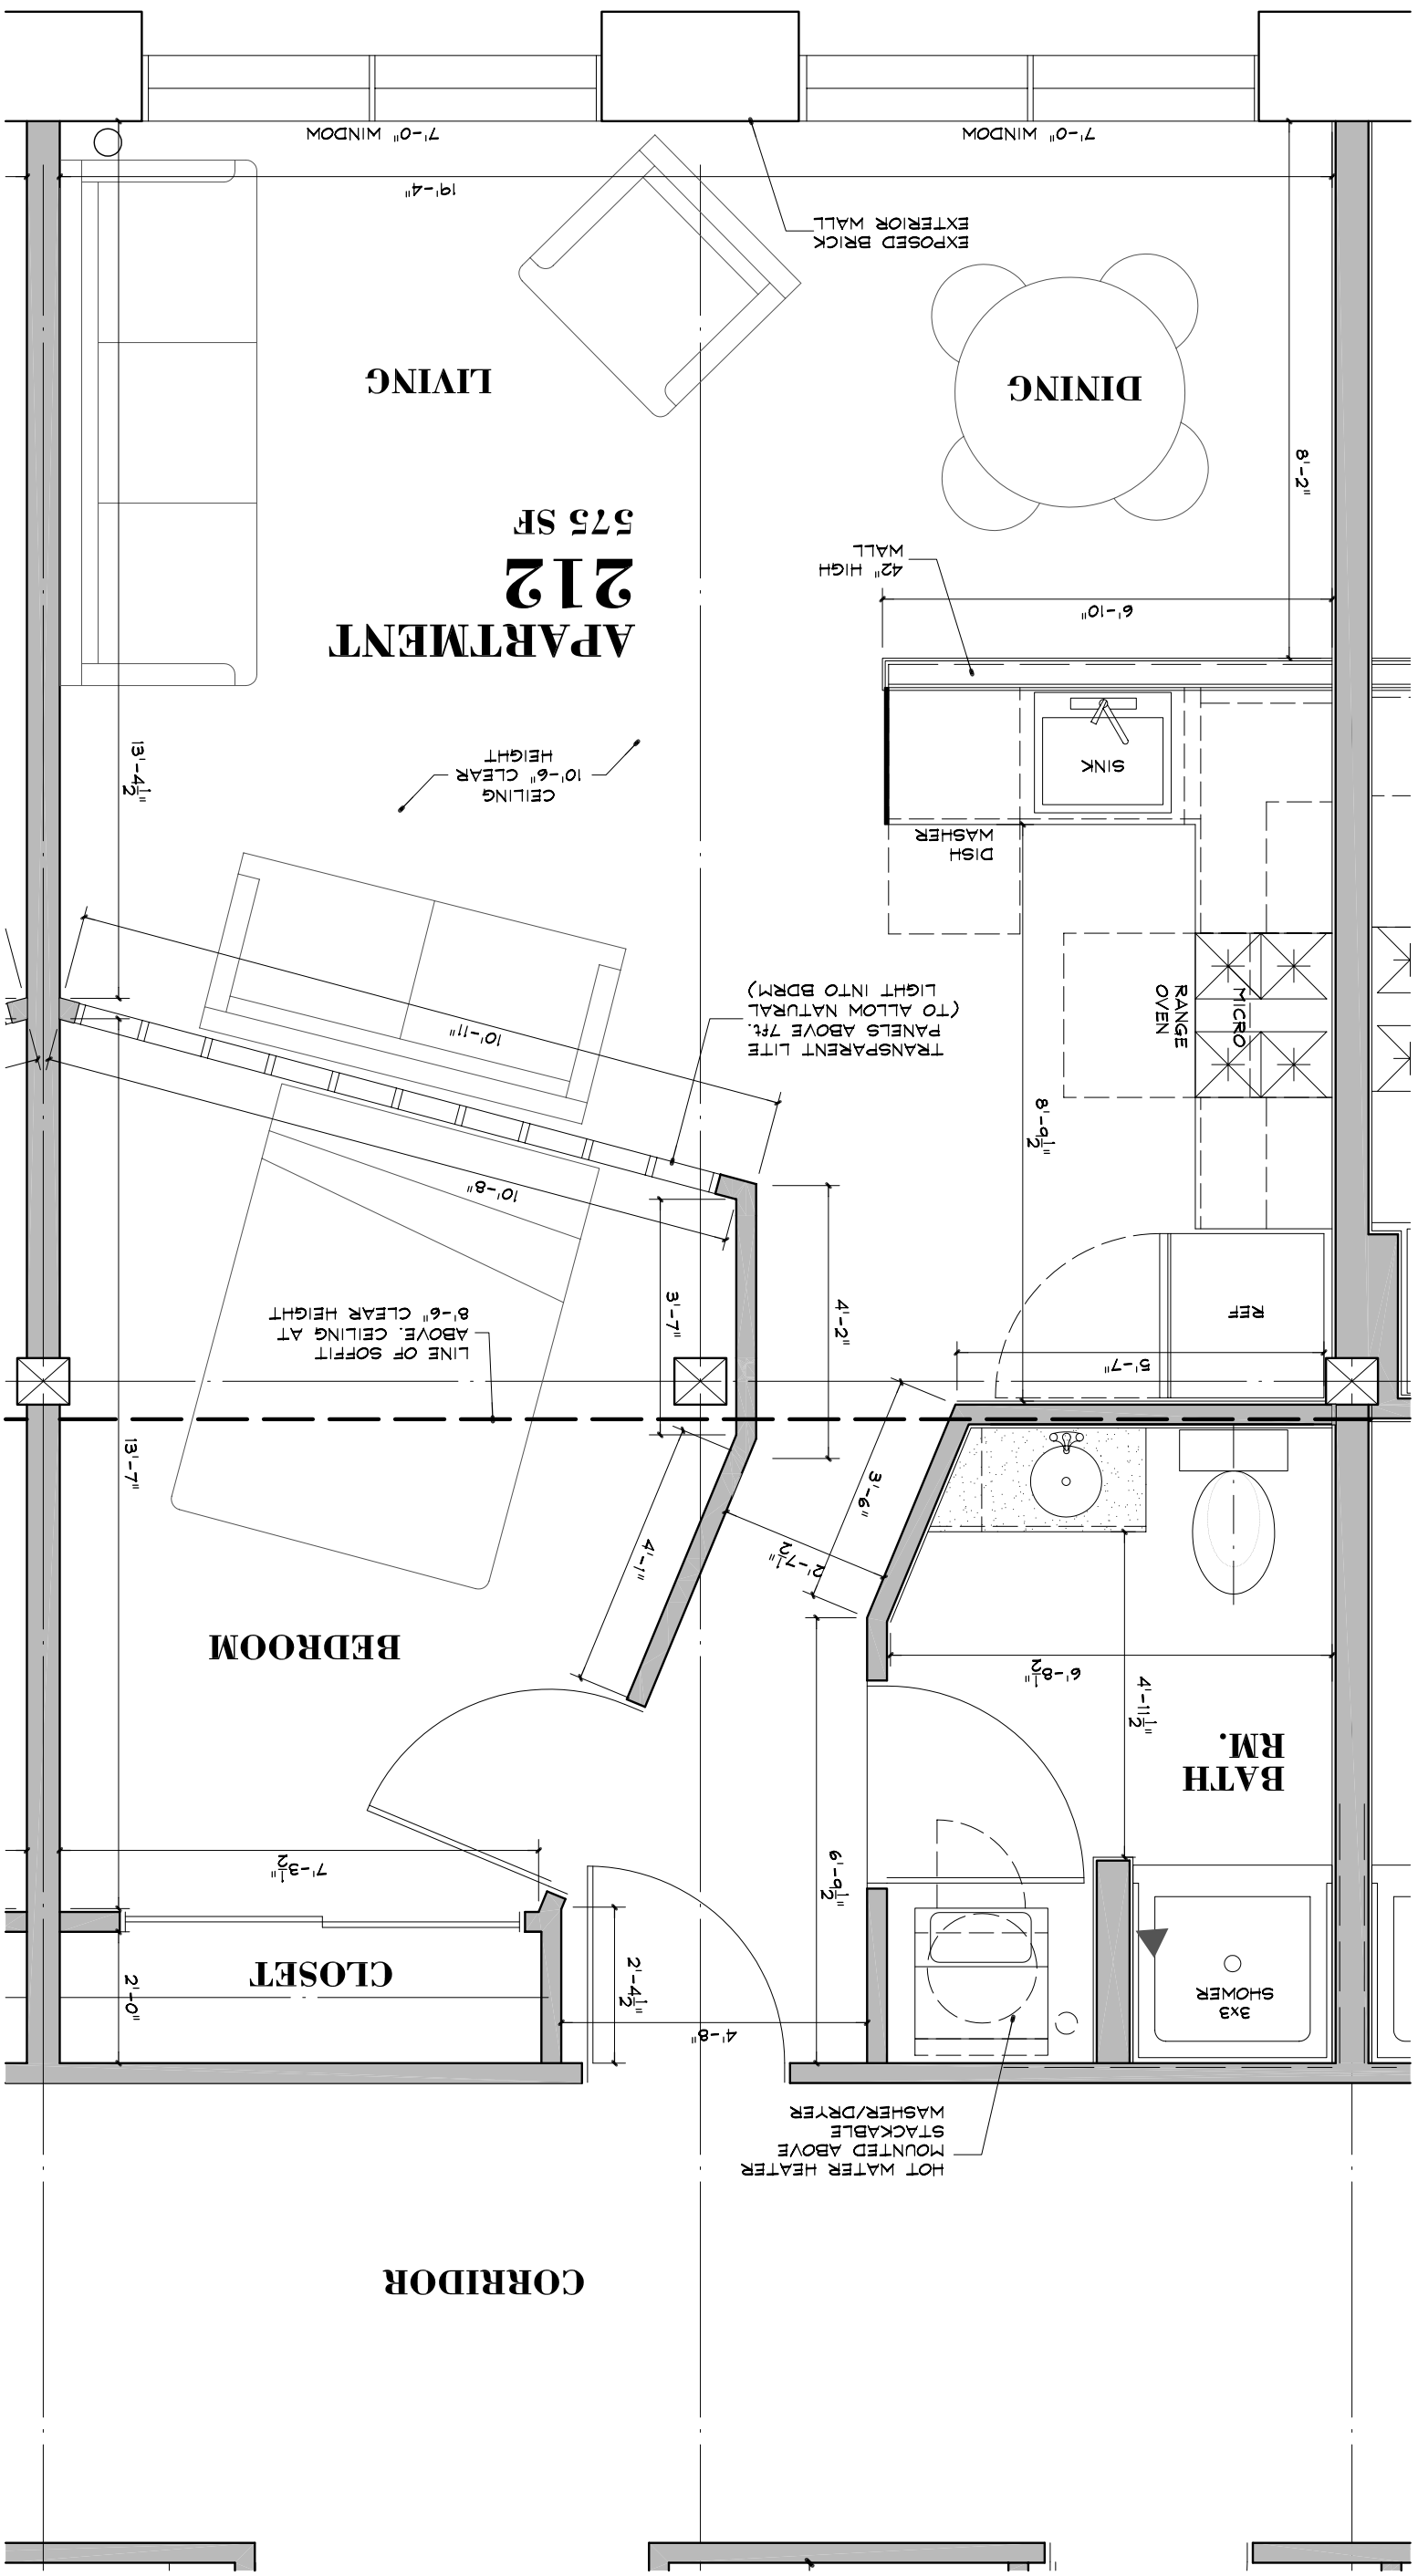 CORRIDOR
HOT WATER HEATER
MOUNTED ABOVE
STACKABLE
WASHER/DRYER
3x3
SHOWER
4'-8"
2'-4½"
CLOSET
2'-0"
7'-3½"
6'-9½"
BATH
RM.
4'-11½"
6'-8½"
BEDROOM
4'-1"
2'-7½"
3'-6"
13'-7"
5'-7"
REF
LINE OF SOFFIT
ABOVE. CEILING AT
8'-6" CLEAR HEIGHT
3'-7"
4'-2"
10'-8"
8'-9½"
10'-11"
TRANSPARENT LITE
PANELS ABOVE 7ft.
(TO ALLOW NATURAL
LIGHT INTO BDRM)
MICRO
RANGE
OVEN
DISH
WASHER
SINK
CEILING
10'-6" CLEAR
HEIGHT
13'-4½"
APARTMENT
212
575 SF
6'-10"
42" HIGH
WALL
8'-2"
DINING
LIVING
EXPOSED BRICK
EXTERIOR WALL
19'-4"
7'-0" WINDOW
7'-0" WINDOW